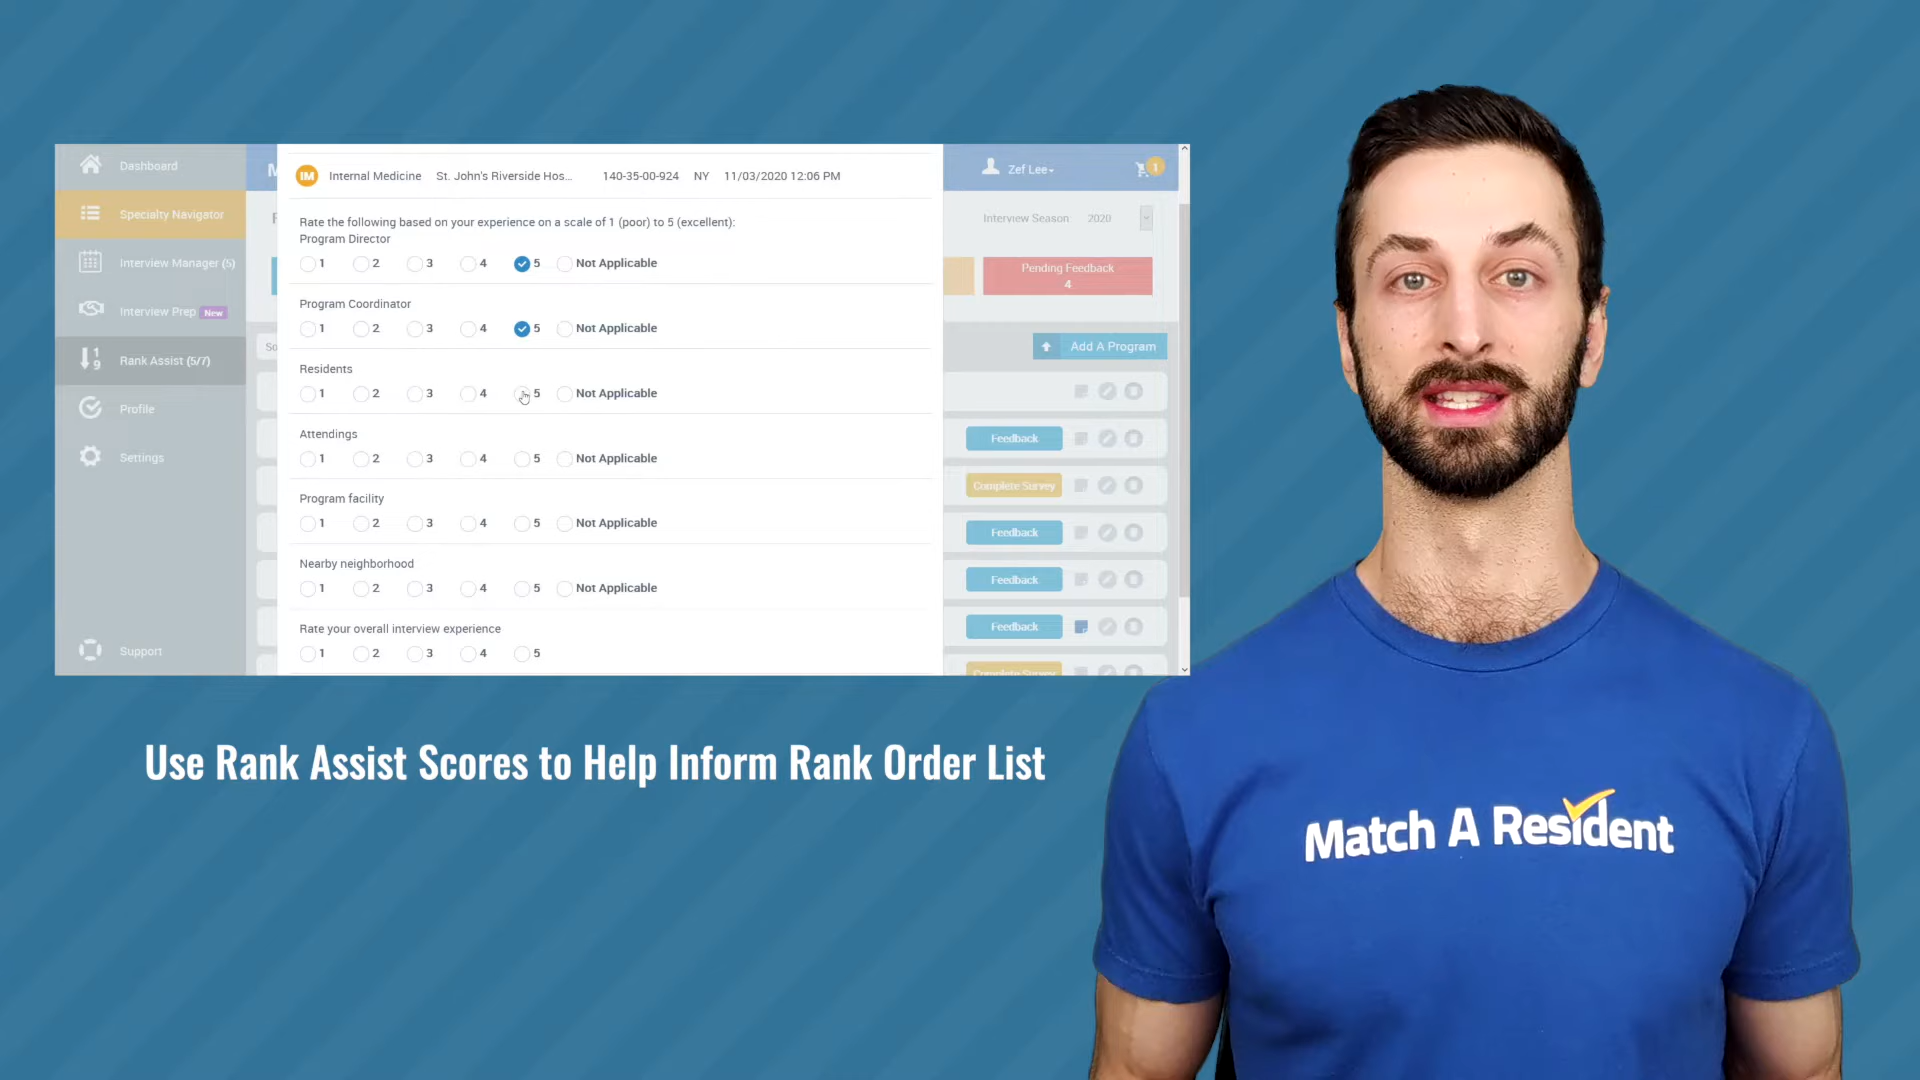 Dashboard
Specialty Navigator
Interview Manager (5)
Interview Prep New
Rank Assist (5/7)
Profile
Settings
Support
M
IM Internal Medicine St. John's Riverside Hos... 140-35-00-924 NY 11/03/2020 12:06 PM
Rate the following based on your experience on a scale of 1 (poor) to 5 (excellent):
Program Director
1 2 3 4 5 Not Applicable
Program Coordinator
1 2 3 4 5 Not Applicable
Residents
1 2 3 4 5 Not Applicable
Attendings
1 2 3 4 5 Not Applicable
Program facility
1 2 3 4 5 Not Applicable
Nearby neighborhood
1 2 3 4 5 Not Applicable
Rate your overall interview experience
1 2 3 4 5
Zef Lee
1
Interview Season 2020
Pending Feedback
4
So
Add A Program
Feedback
Complete Survey
Feedback
Feedback
Feedback
Complete Survey
Use Rank Assist Scores to Help Inform Rank Order List
Match A Resident